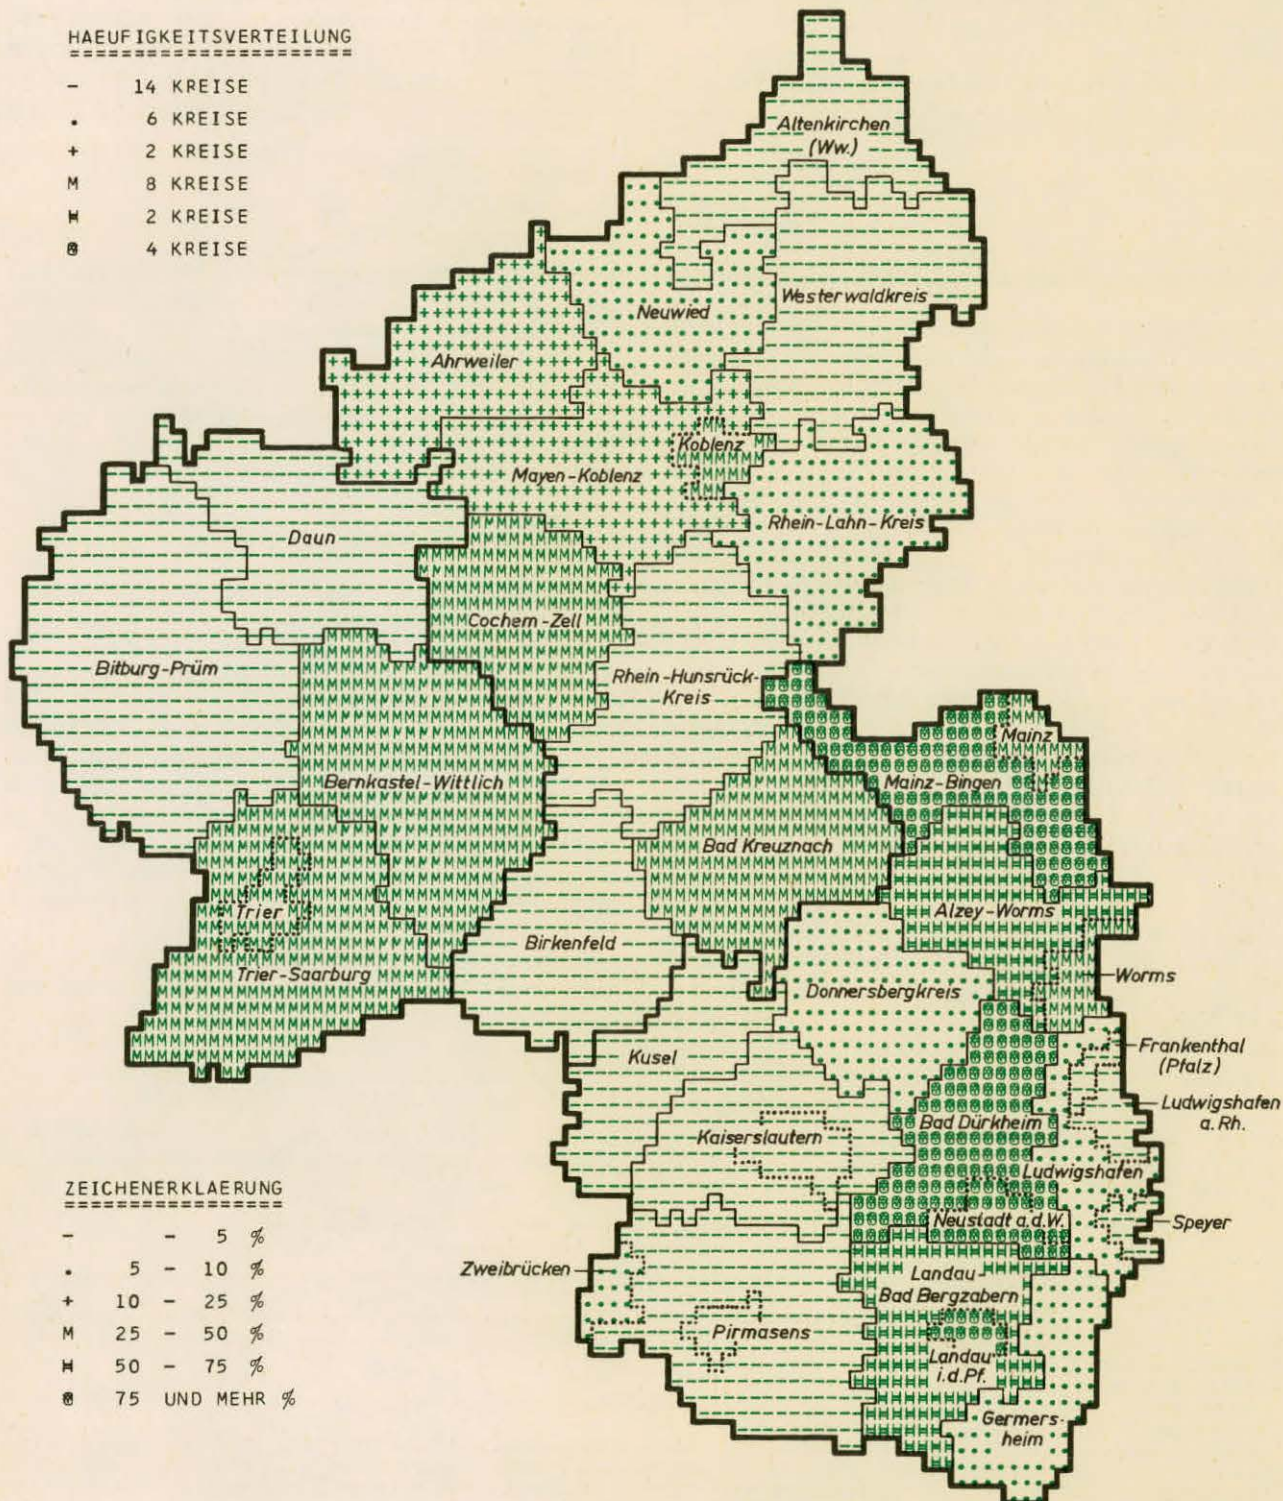 HAEUFIGKEITSVERTEILUNG
- 14 KREISE
. 6 KREISE
+ 2 KREISE
M 8 KREISE
2 KREISE
4 KREISE
Altenkirchen
(Ww.)
Westerwaldkreis
Neuwied
Ahrweiler
Koblenz
Mayen-Koblenz
Rhein-Lahn-Kreis
Daun
Cochem-Zell
Bitburg-Prüm
Rhein-Hunsrück-
Kreis
Mainz
Bernkastel-Wittlich
Mainz-Bingen
Bad Kreuznach
Trier
Alzey-Worms
Birkenfeld
Trier-Saarburg
Worms
Donnersbergkreis
Kusel
Frankenthal
(Pfalz)
Ludwigshafen
a. Rh.
Bad Dürkheim
Kaiserslautern
Ludwigshafen
Neustadt a.d.W.
Speyer
Zweibrücken
Landau-
Bad Bergzabern
Pirmasens
Landau
i.d.Pf.
Germers-
heim
ZEICHENERKLAERUNG
- - 5 %
. 5 - 10 %
+ 10 - 25 %
M 25 - 50 %
50 - 75 %
75 UND MEHR %